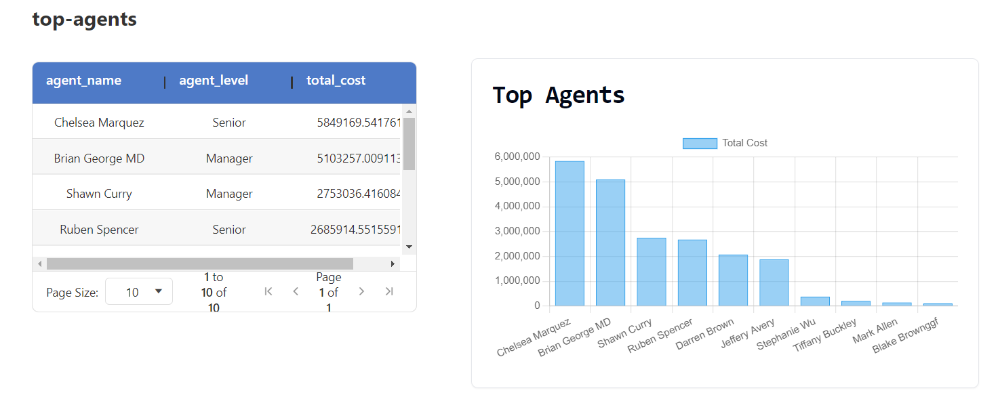 top-agents
agent_name agent_level total_cost
Chelsea Marquez Senior 5849169.541761
Brian George MD Manager 5103257.009113
Shawn Curry Manager 2753036.416084
Ruben Spencer Senior 2685914.5515591
Page Size: 10
1 to
10 of
10
Page
1 of
1
Top Agents
Total Cost
6,000,000
5,000,000
4,000,000
3,000,000
2,000,000
1,000,000
0
Chelsea Marquez
Brian George MD
Shawn Curry
Ruben Spencer
Darren Brown
Jeffery Avery
Stephanie Wu
Tiffany Buckley
Mark Allen
Blake Brownggf